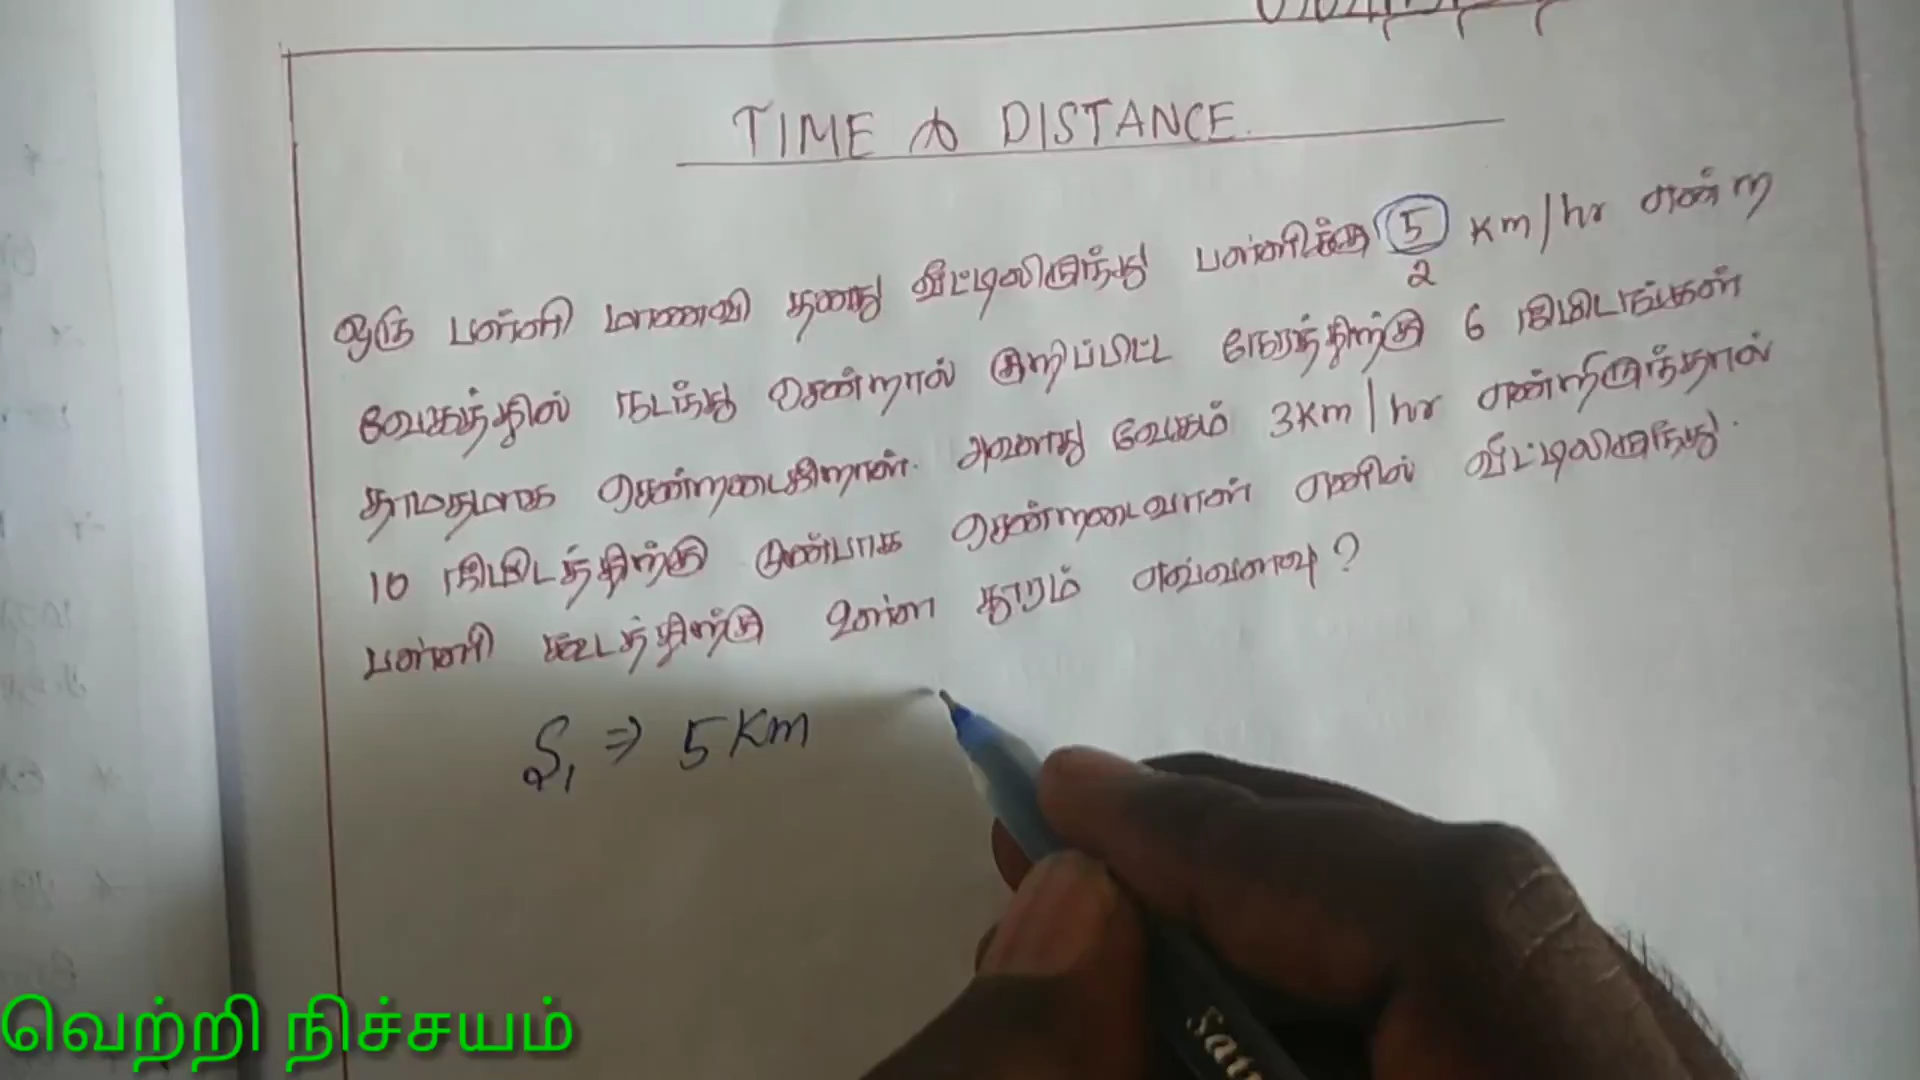 TIME & DISTANCE.
ஒரு பள்ளி மாணவி தனது வீட்டிலிருந்து பள்ளிக்கு 5/2 Km/hr என்ற
வேகத்தில் நடந்து சென்றால் குறிப்பிட்ட நேரத்திற்கு 6 நிமிடங்கள்
தாமதமாக சென்றடைகிறாள். அவளது வேகம் 3Km/hr என்றிருந்தால்
10 நிமிடத்திற்கு முன்பாக சென்றடைவாள் எனில் வீட்டிலிருந்து.
பள்ளி கூடத்திற்கு உள்ள தூரம் எவ்வளவு?
S₁ ⇒ 5 Km
வெற்றி நிச்சயம்